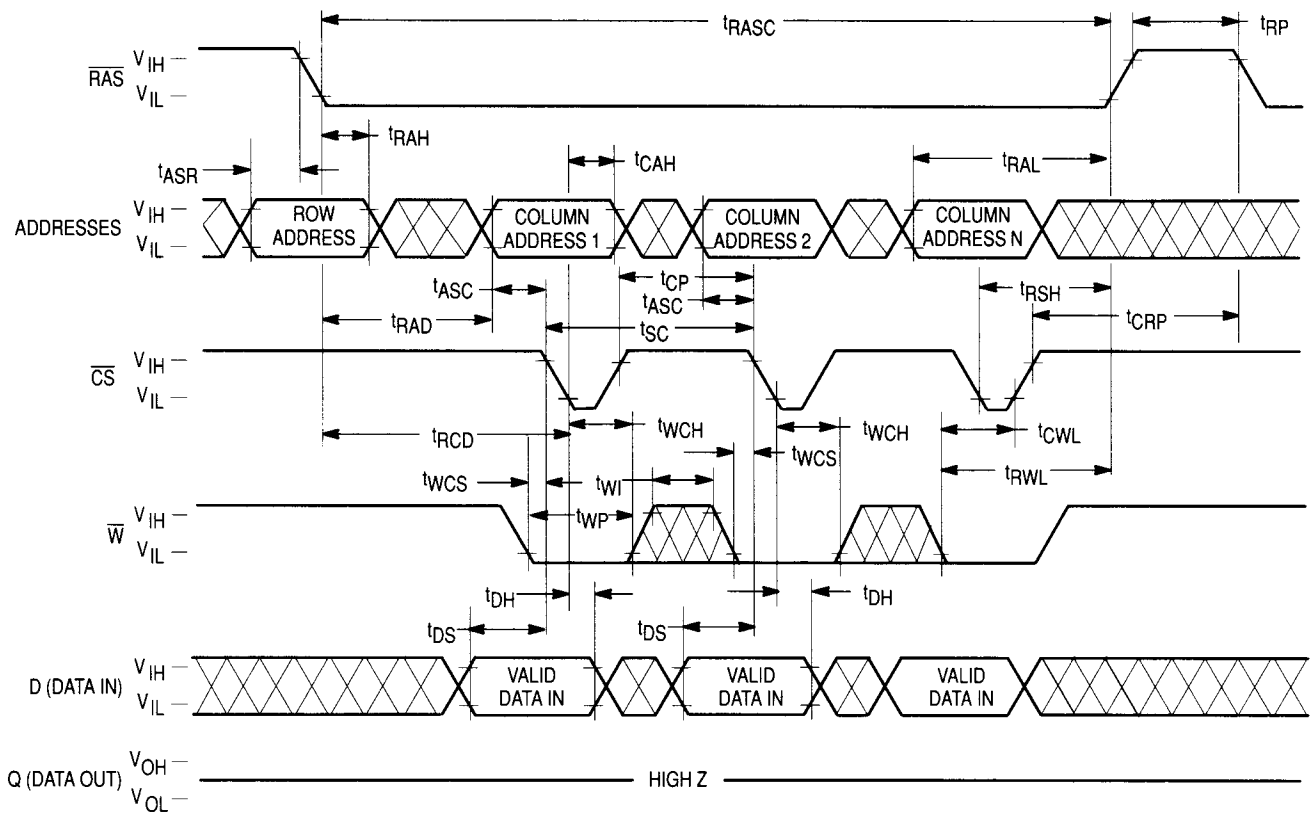 tRASC
tRP
RAS
VIH
VIL
tRAH
tASR
tCAH
tRAL
ADDRESSES
VIH
VIL
ROW
ADDRESS
COLUMN
ADDRESS 1
COLUMN
ADDRESS 2
COLUMN
ADDRESS N
tCP
tASC
tASC
tRSH
tRAD
tSC
tCRP
CS
VIH
VIL
tRCD
tWCH
tWCH
tCWL
tWCS
tWCS
tWI
tRWL
W
VIH
VIL
tWP
tDH
tDH
tDS
tDS
D (DATA IN)
VIH
VIL
VALID
DATA IN
VALID
DATA IN
VALID
DATA IN
Q (DATA OUT)
VOH
VOL
HIGH Z